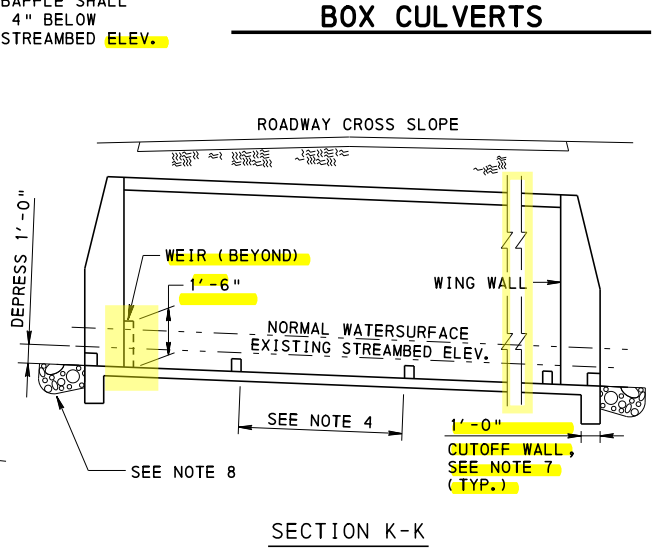 BAFFLE SHALL
4" BELOW
STREAMBED ELEV.
BOX CULVERTS
ROADWAY CROSS SLOPE
DEPRESS 1'-0"
WEIR (BEYOND)
1'-6"
WING WALL
NORMAL WATERSURFACE
EXISTING STREAMBED ELEV.
SEE NOTE 4
1'-0"
CUTOFF WALL,
SEE NOTE 7
(TYP.)
SEE NOTE 8
SECTION K-K